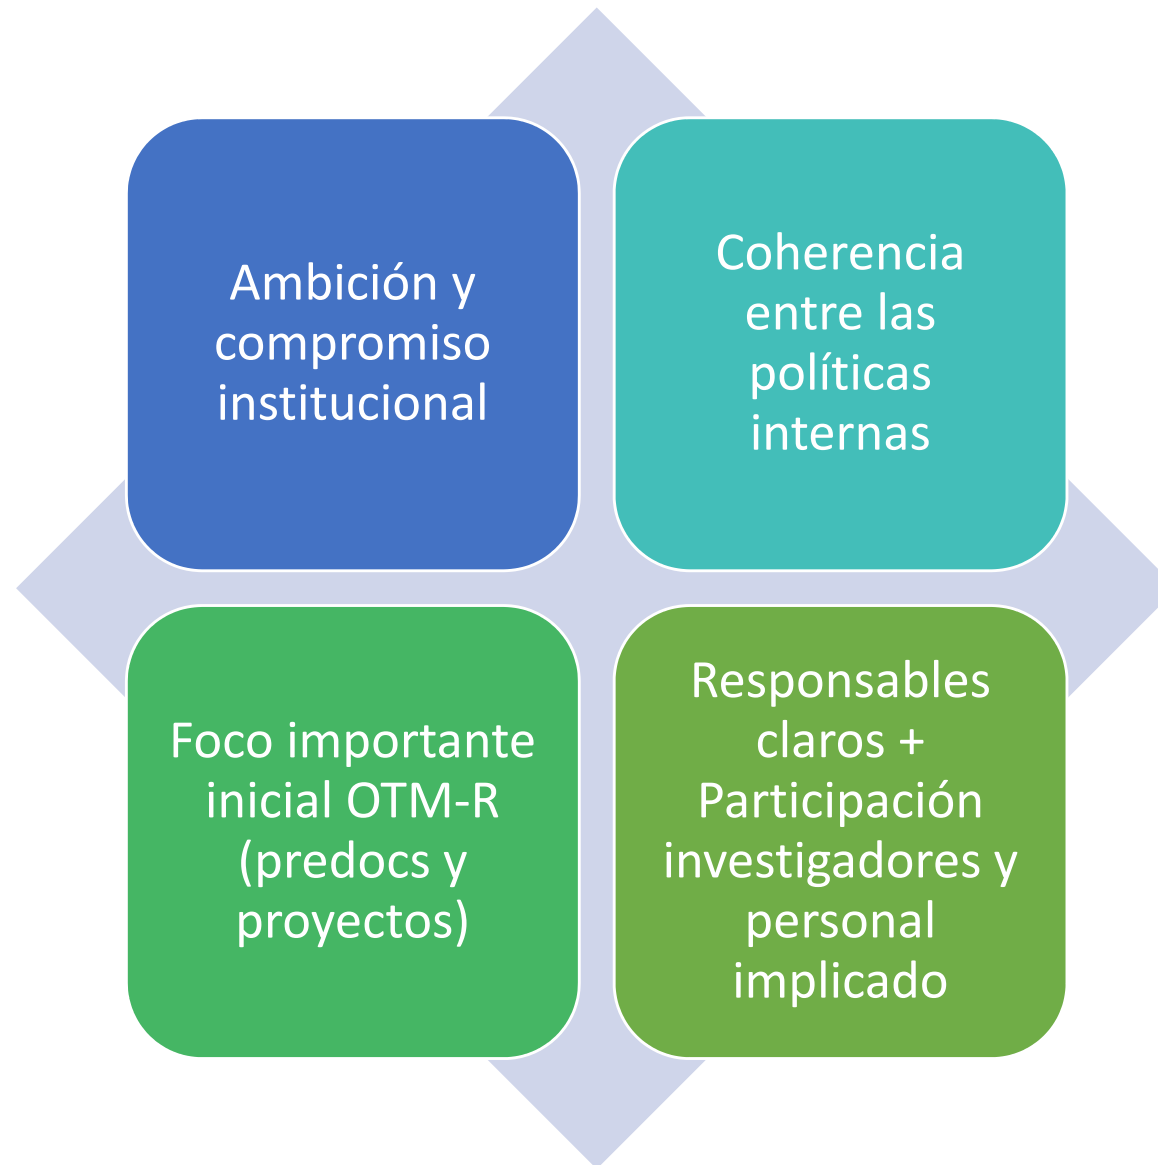 Ambición y
compromiso
institucional
Coherencia
entre las
políticas
internas
Foco importante
inicial OTM-R
(predocs y
proyectos)
Responsables
claros +
Participación
investigadores y
personal
implicado